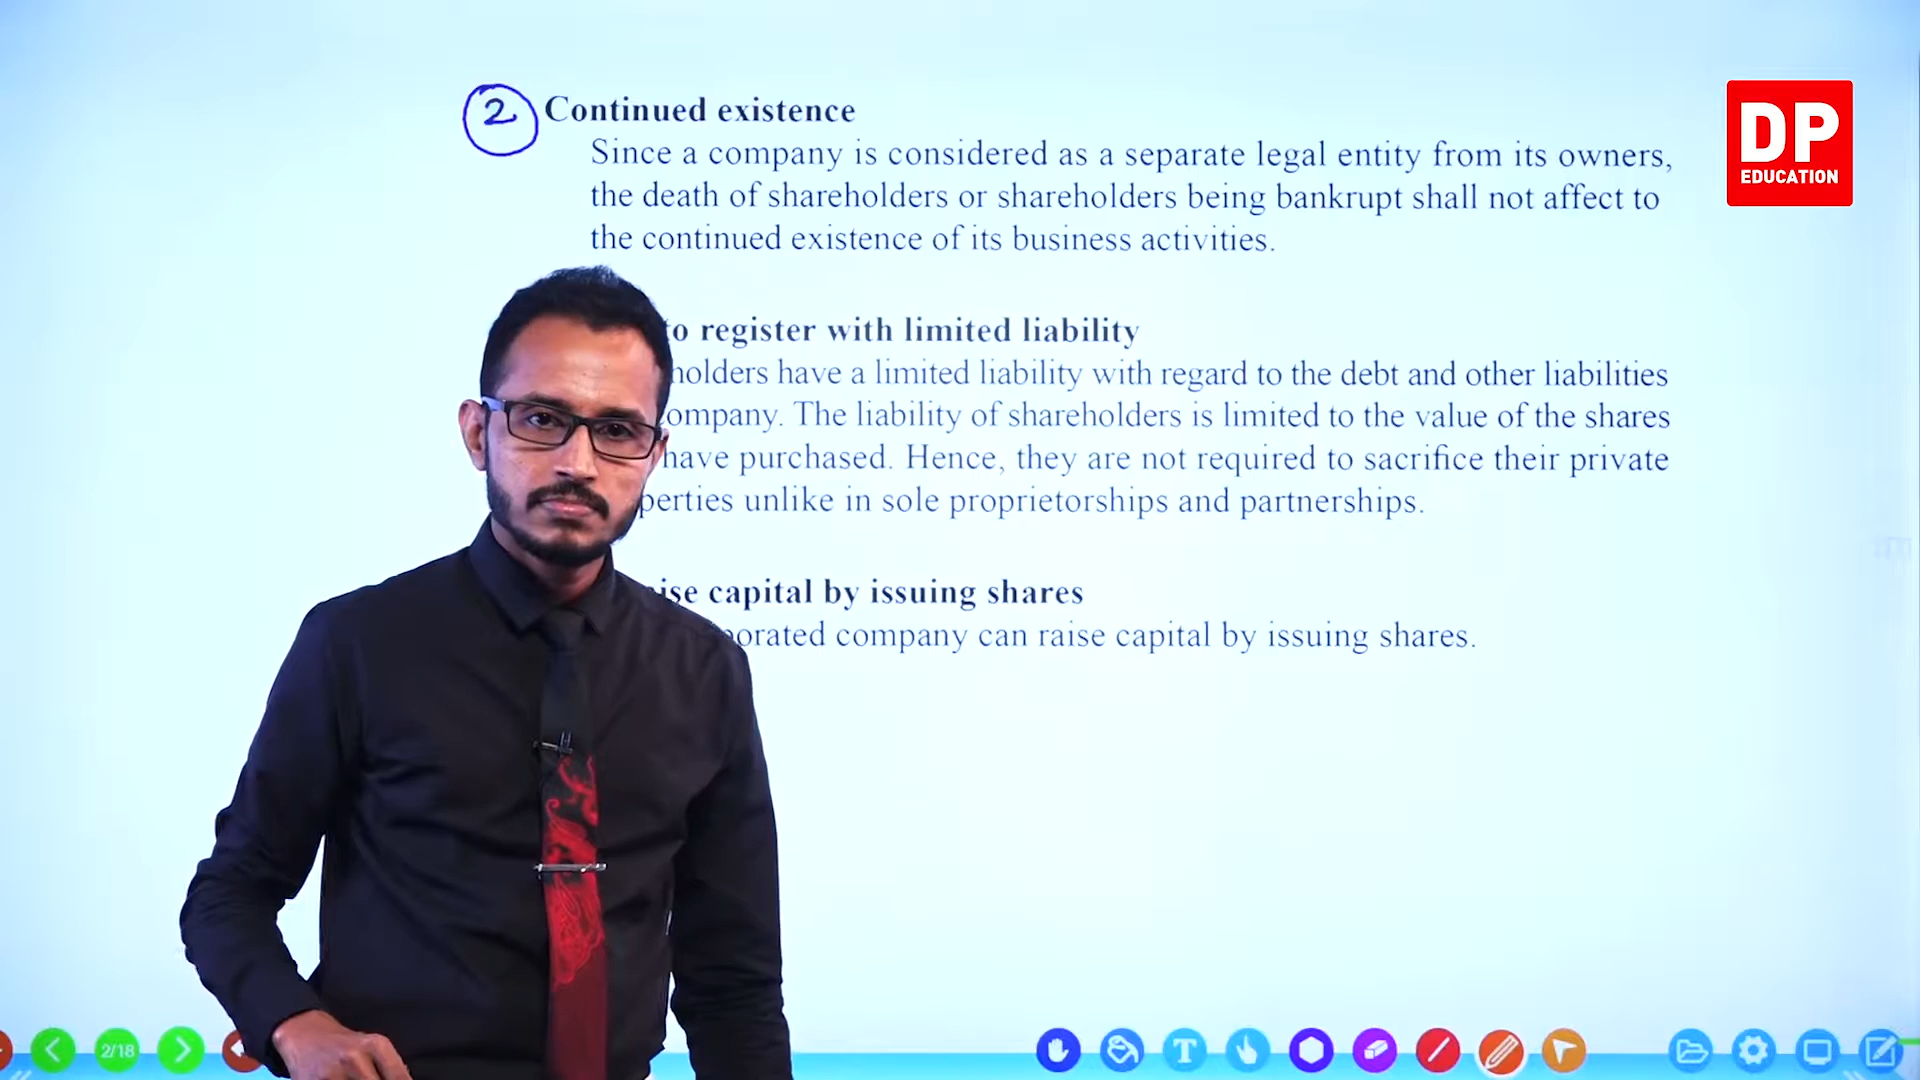 2 Continued existence
Since a company is considered as a separate legal entity from its owners,
the death of shareholders or shareholders being bankrupt shall not affect to
the continued existence of its business activities.
to register with limited liability
holders have a limited liability with regard to the debt and other liabilities
company. The liability of shareholders is limited to the value of the shares
have purchased. Hence, they are not required to sacrifice their private
perties unlike in sole proprietorships and partnerships.
ise capital by issuing shares
porated company can raise capital by issuing shares.
DP
EDUCATION
2/18
T